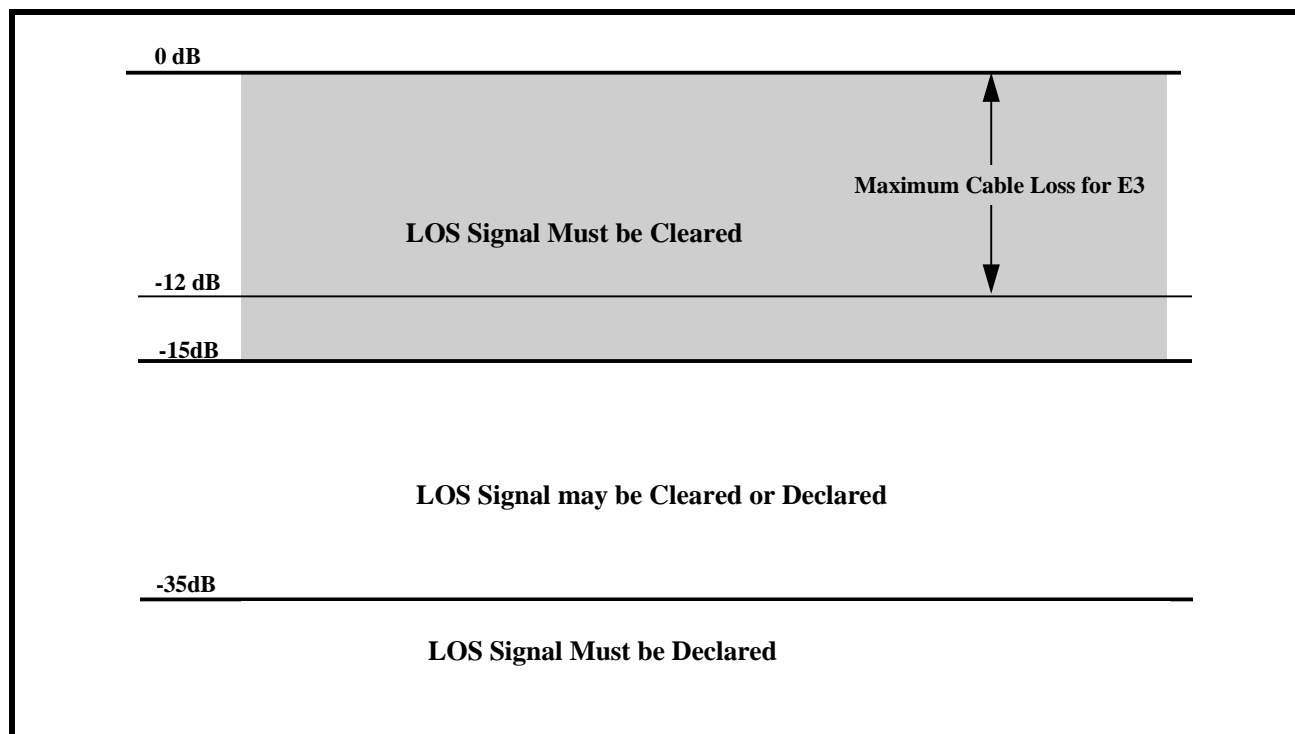 0 dB
Maximum Cable Loss for E3
LOS Signal Must be Cleared
-12 dB
-15dB
LOS Signal may be Cleared or Declared
-35dB
LOS Signal Must be Declared